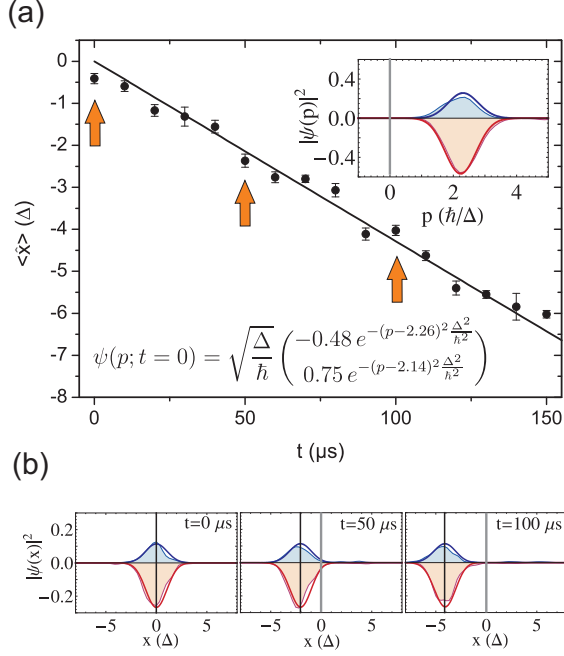 (a)
0
-1
-2
-3
-4
-5
-6
-7
-8
<x̂> (Δ)
0 50 100 150
t (µs)
0.4
0.0
−0.4
|ψ(p)|²
0 2 4
p (ℏ/Δ)
ψ(p; t = 0) = √(Δ/ℏ) ( −0.48 e^{−(p−2.26)² Δ²/ℏ²}
0.75 e^{−(p−2.14)² Δ²/ℏ²} )
(b)
0.2
0.0
−0.2
|ψ(x)|²
t=0 µs t=50 µs t=100 µs
−5 0 5 −5 0 5 −5 0 5
x (Δ) x (Δ) x (Δ)